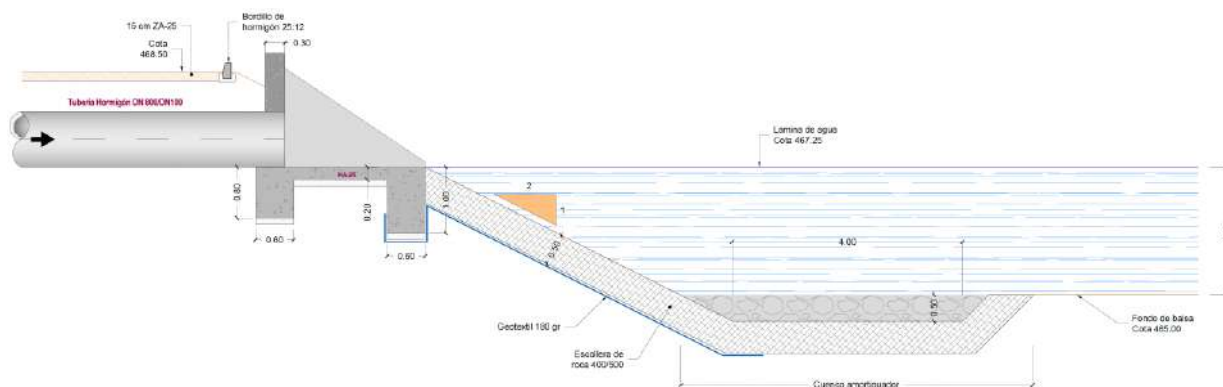 Bordillo de
hormigón 25:12
15 cm ZA-25
Cota
468.50
0.30
Tubería Hormigón DN 800/DN100
Lamina de agua
Cota 467.25
HA-25
0.80
0.20
1.00
0.60
0.60
2
1
0.50
4.00
0.50
Geotextil 180 gr
Escollera de
roca 400/600
Fondo de balsa
Cota 465.00
amortiguador